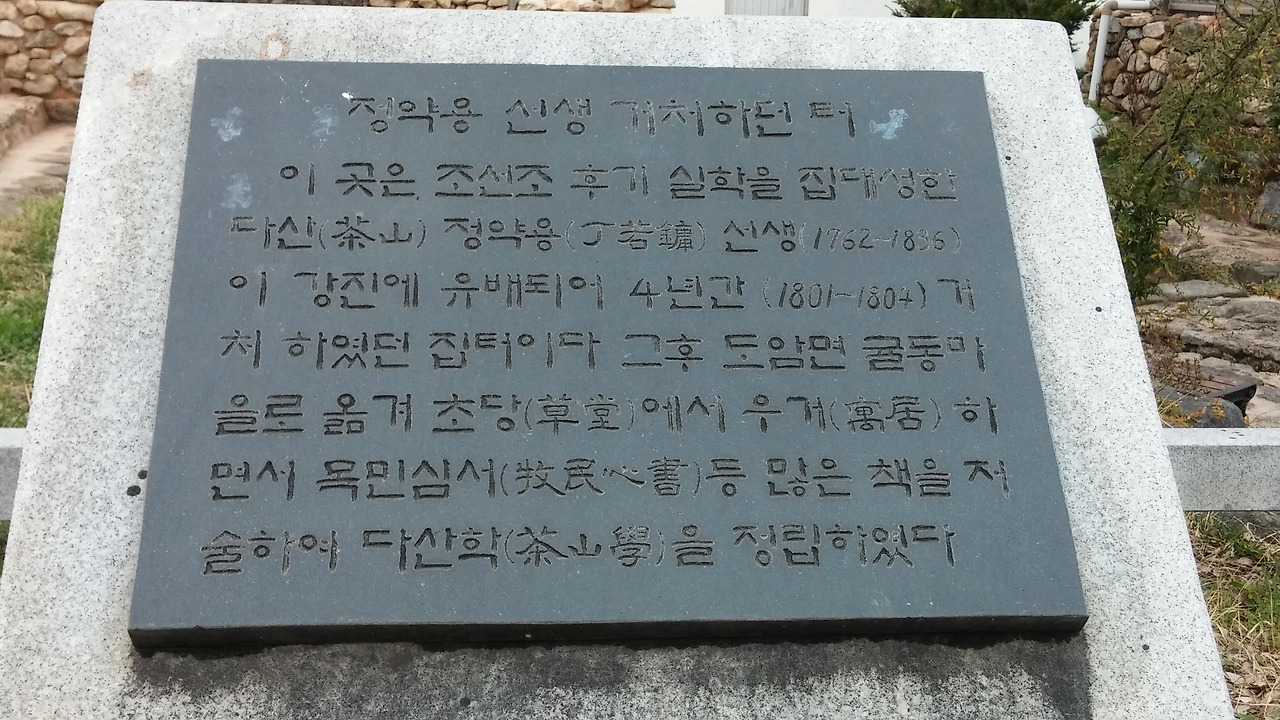 정약용 선생 거처하던 터
이 곳은 조선조 후기 실학을 집대성한
다산(茶山) 정약용(丁若鏞) 선생(1762~1836)
이 강진에 유배되어 4년간 (1801~1804) 거
처 하였던 집터이다 그후 도암면 귤동마
을로 옮겨 초당(草堂)에서 우거(寓居) 하
면서 목민심서(牧民心書)등 많은 책을 저
술하여 다산학(茶山學)을 정립하였다